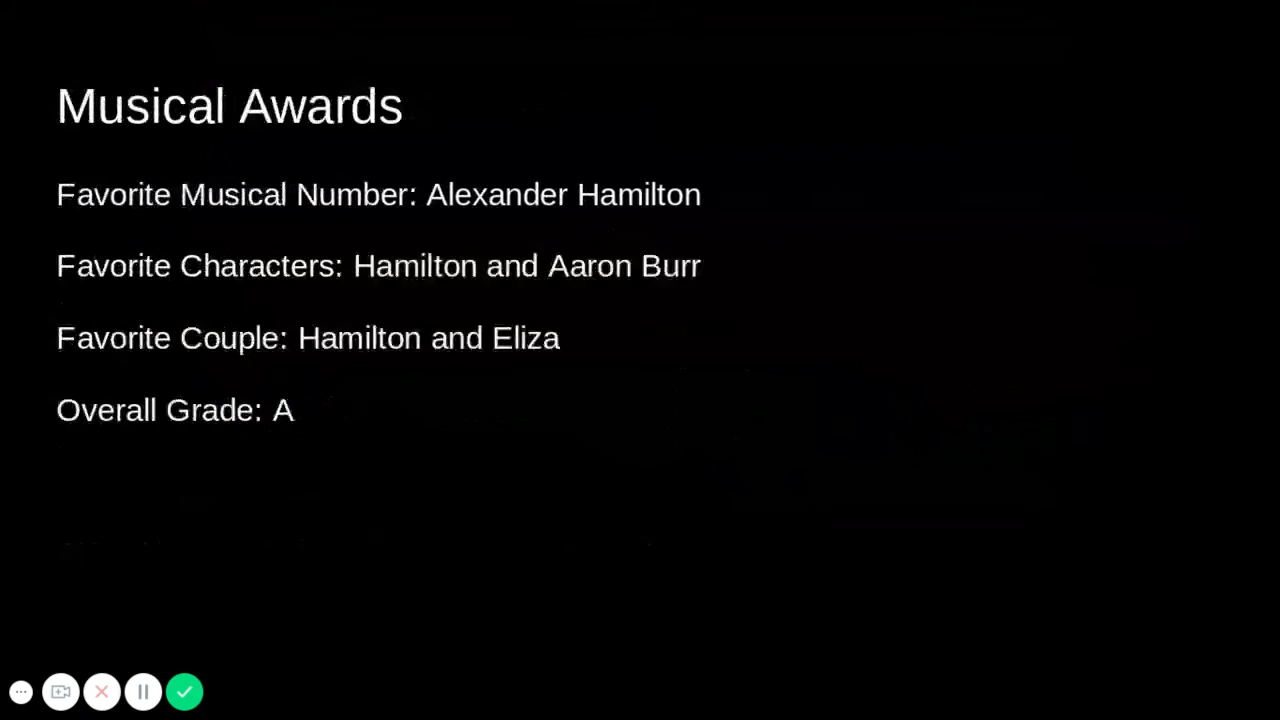 Musical Awards
Favorite Musical Number: Alexander Hamilton
Favorite Characters: Hamilton and Aaron Burr
Favorite Couple: Hamilton and Eliza
Overall Grade: A